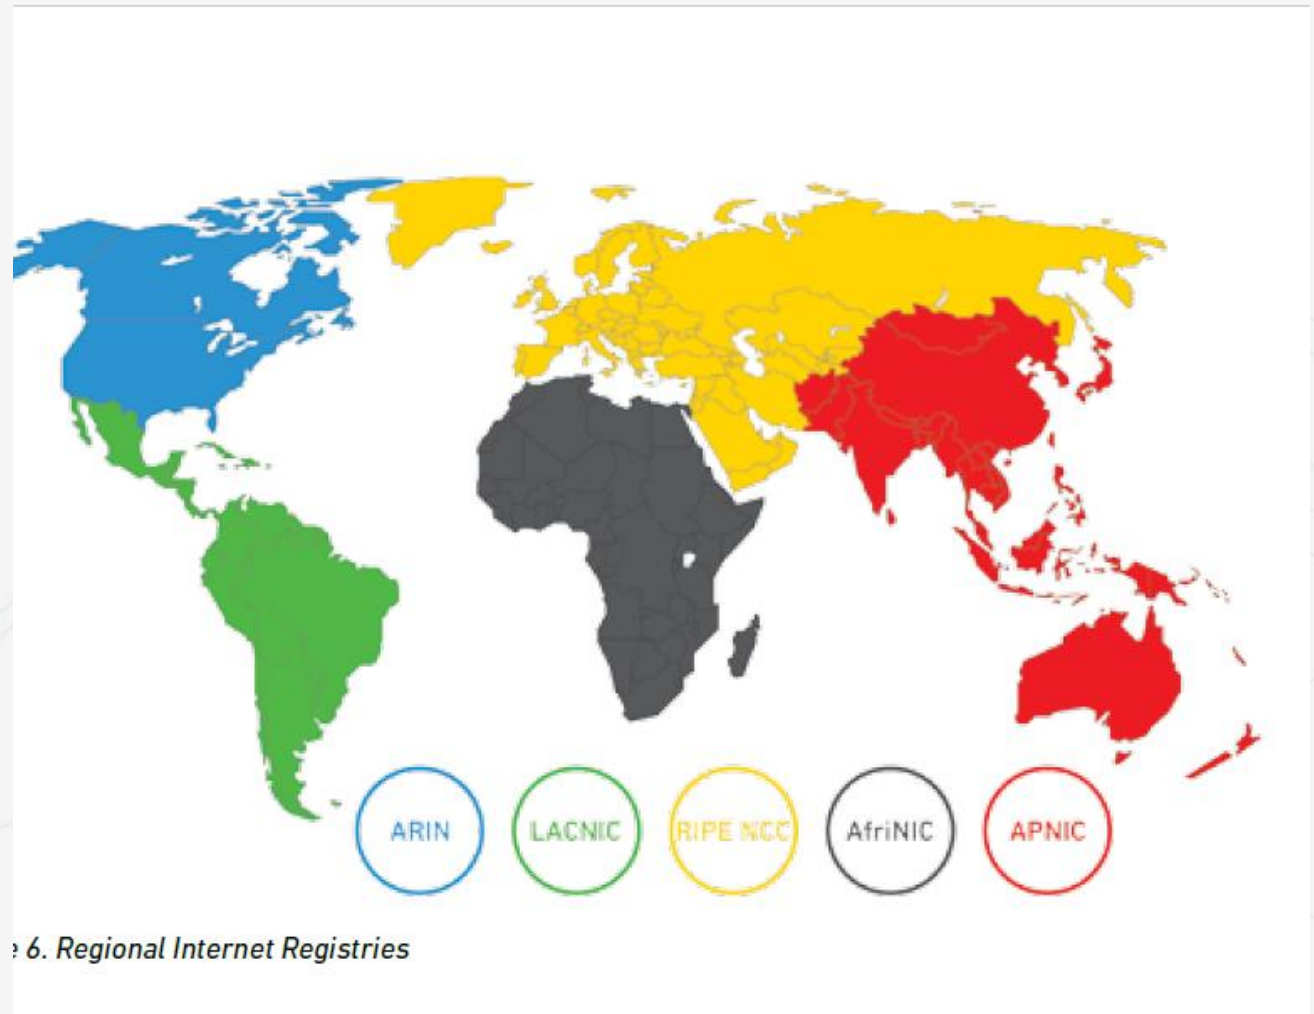 ARIN
LACNIC
RIPE NCC
AfriNIC
APNIC
e 6. Regional Internet Registries